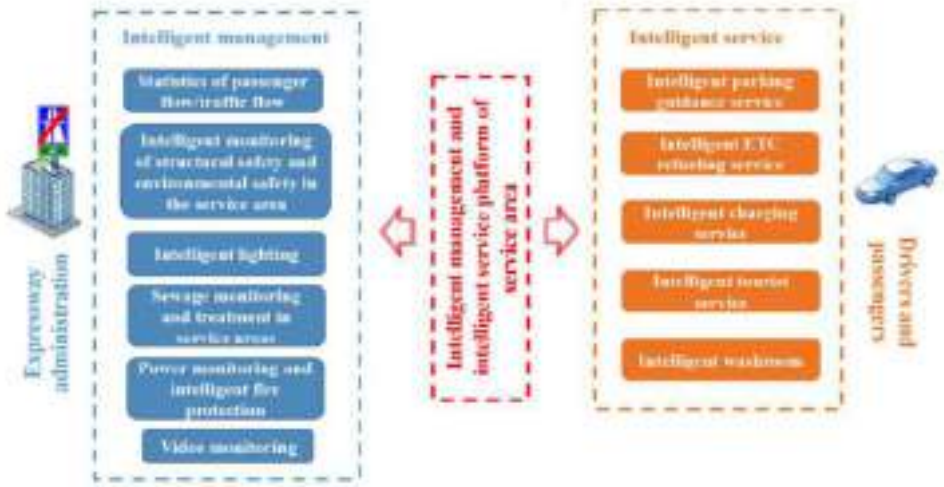 Intelligent management
Statistics of passenger
flow/traffic flow
Intelligent monitoring
of structural safety and
environmental safety in
the service area
Intelligent lighting
Sewage monitoring
and treatment in
service areas
Power monitoring and
intelligent fire
protection
Video monitoring
Expressway
administration
Intelligent management and
intelligent service platform of
service area
Intelligent service
Intelligent parking
guidance service
Intelligent ETC
refueling service
Intelligent charging
service
Intelligent tourist
service
Intelligent washroom
Drivers and
passengers